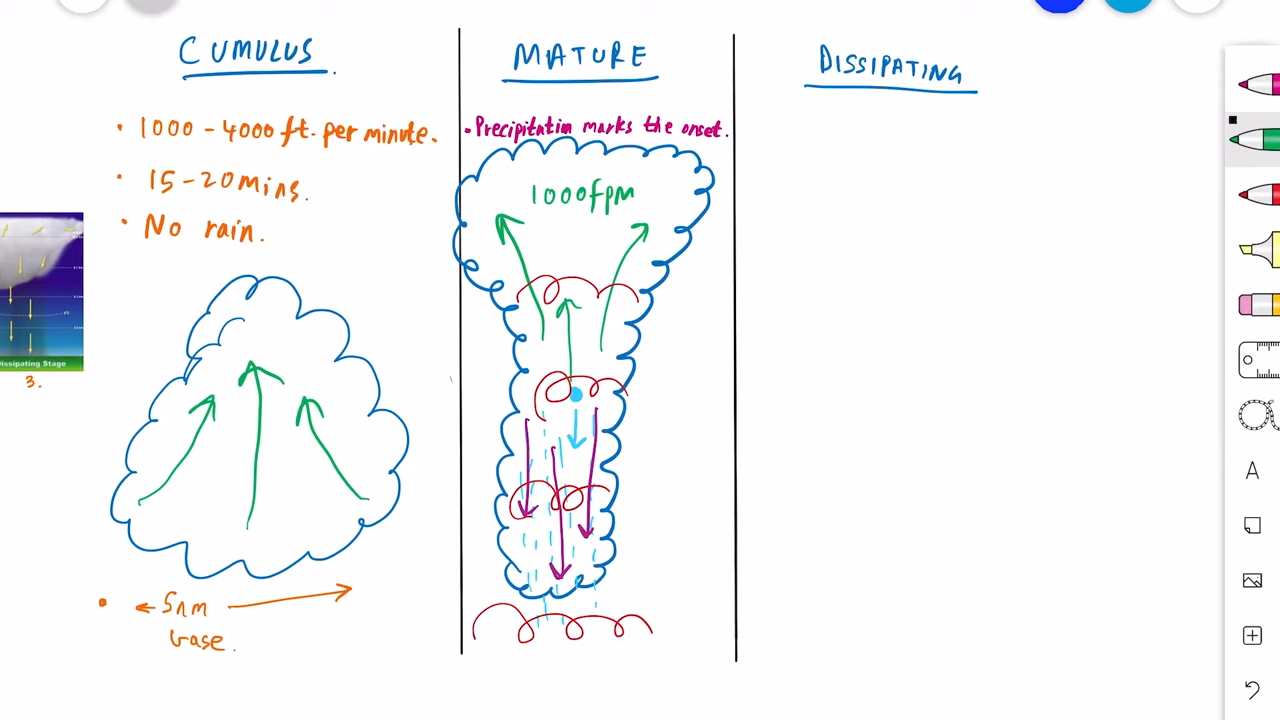 CUMULUS
• 1000 - 4000 ft. per minute.
• 15-20 mins.
• No rain.
5nm
base.
MATURE
• Precipitation marks the onset.
1000fpm
DISSIPATING
Dissipating Stage
3.
A